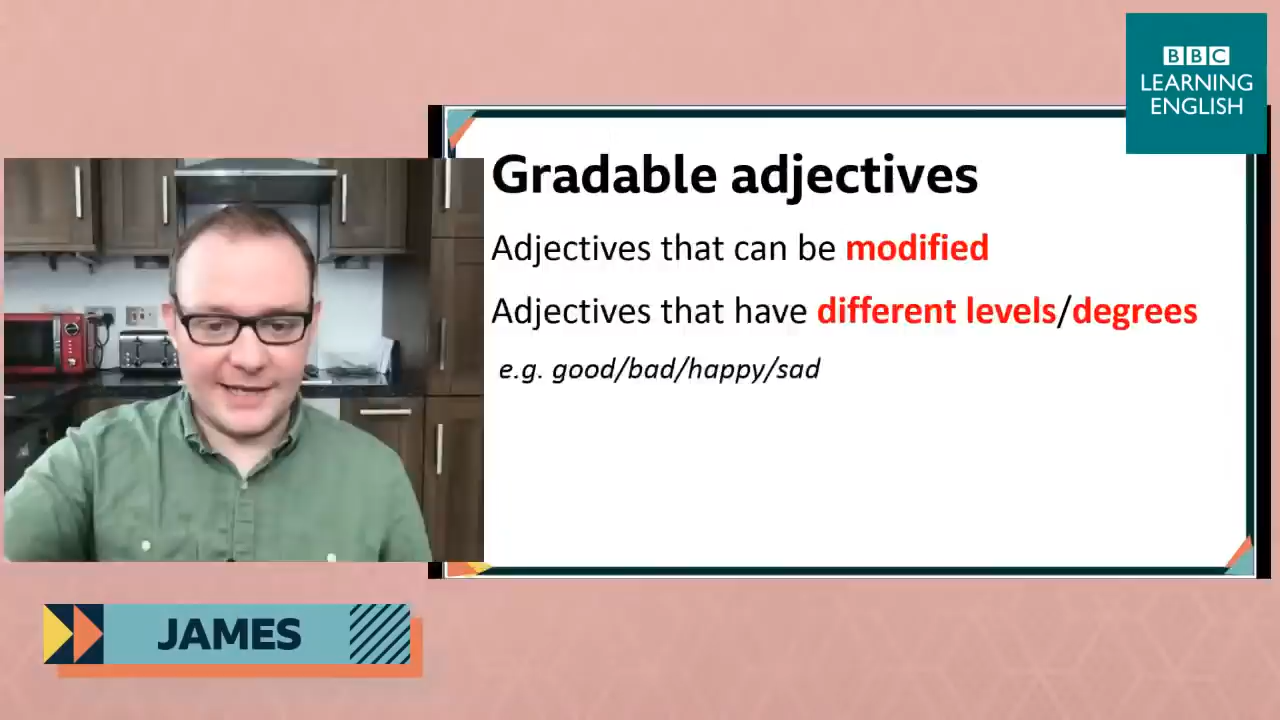 BBC
LEARNING
ENGLISH
Gradable adjectives
Adjectives that can be modified
Adjectives that have different levels/degrees
e.g. good/bad/happy/sad
JAMES